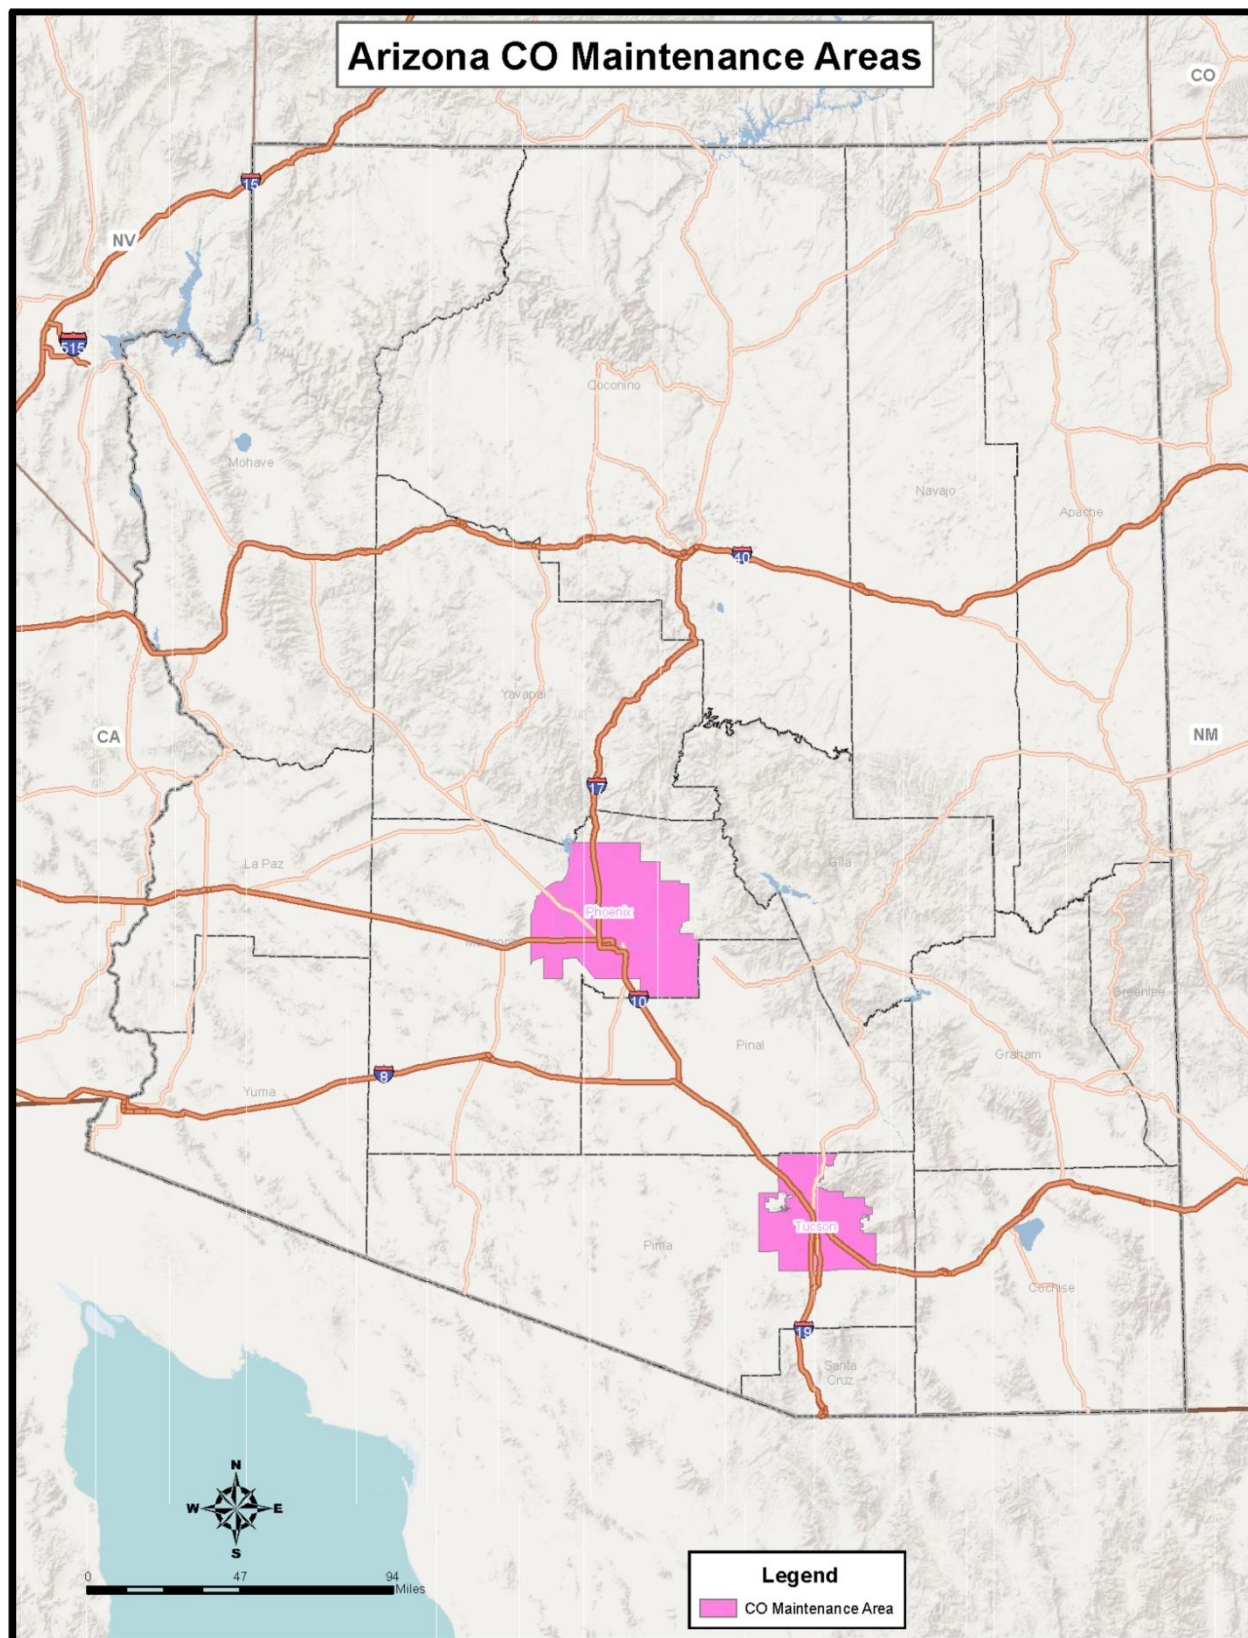 Arizona CO Maintenance Areas
CO
15
NV
515
Coconino
Mohave
Navajo
Apache
40
Yavapai
CA
NM
17
La Paz
Gila
Phoenix
Maricopa
10
Greenlee
Pinal
Graham
8
Yuma
Tucson
Pima
Cochise
19
Santa
Cruz
N
W E
S
0 47 94
Miles
Legend
CO Maintenance Area